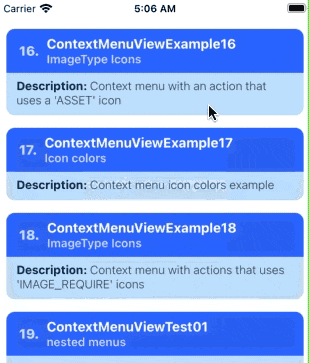 Carrier 5:06 AM
16. ContextMenuViewExample16
ImageType Icons
Description: Context menu with an action that
uses a 'ASSET' icon
17. ContextMenuViewExample17
Icon colors
Description: Context menu icon colors example
18. ContextMenuViewExample18
ImageType Icons
Description: Context menu with actions that uses
'IMAGE_REQUIRE' icons
19. ContextMenuViewTest01
nested menus